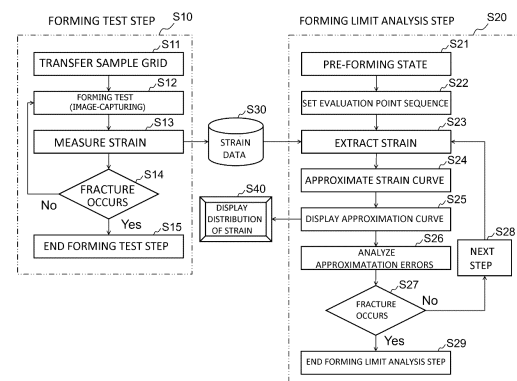 FORMING TEST STEP
S10
S11
TRANSFER SAMPLE GRID
S12
FORMING TEST
(IMAGE-CAPTURING)
S13
MEASURE STRAIN
S14
FRACTURE
OCCURS
No
Yes
S15
END FORMING TEST STEP
S30
STRAIN
DATA
S40
DISPLAY
DISTRIBUTION
OF STRAIN
FORMING LIMIT ANALYSIS STEP
S20
S21
PRE-FORMING STATE
S22
SET EVALUATION POINT SEQUENCE
S23
EXTRACT STRAIN
S24
APPROXIMATE STRAIN CURVE
S25
DISPLAY APPROXIMATION CURVE
S26
ANALYZE
APPROXIMATATION ERRORS
S28
NEXT
STEP
S27
FRACTURE
OCCURS
No
Yes
S29
END FORMING LIMIT ANALYSIS STEP